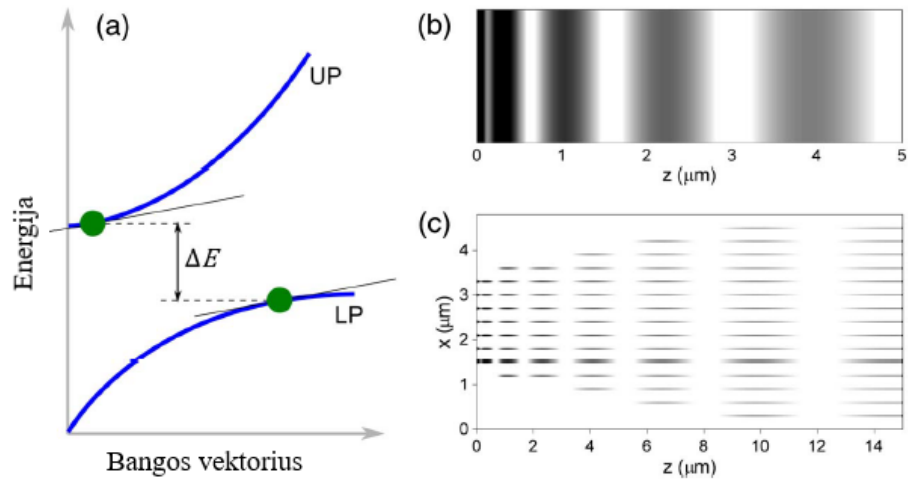 (a)
UP
Energija
ΔE
LP
Bangos vektorius
(b)
0 1 2 3 4 5
z (μm)
(c)
4
3
2
1
0
x (μm)
0 2 4 6 8 10 12 14
z (μm)